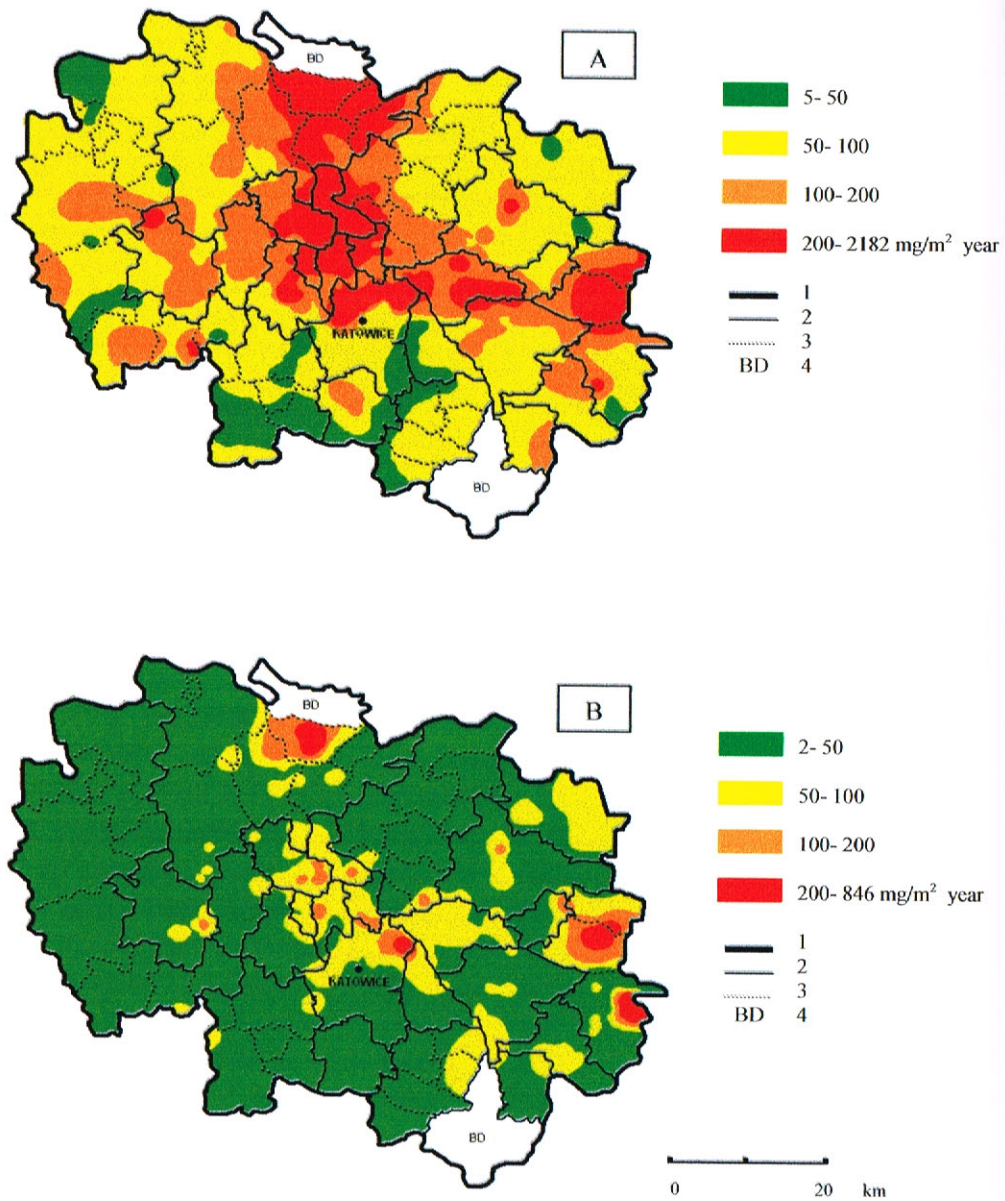 BD
A
5- 50
50- 100
100- 200
200- 2182 mg/m² year
1
2
3
BD 4
KATOWICE
BD
BD
B
2- 50
50- 100
100- 200
200- 846 mg/m² year
1
2
3
BD 4
KATOWICE
BD
0 20 km